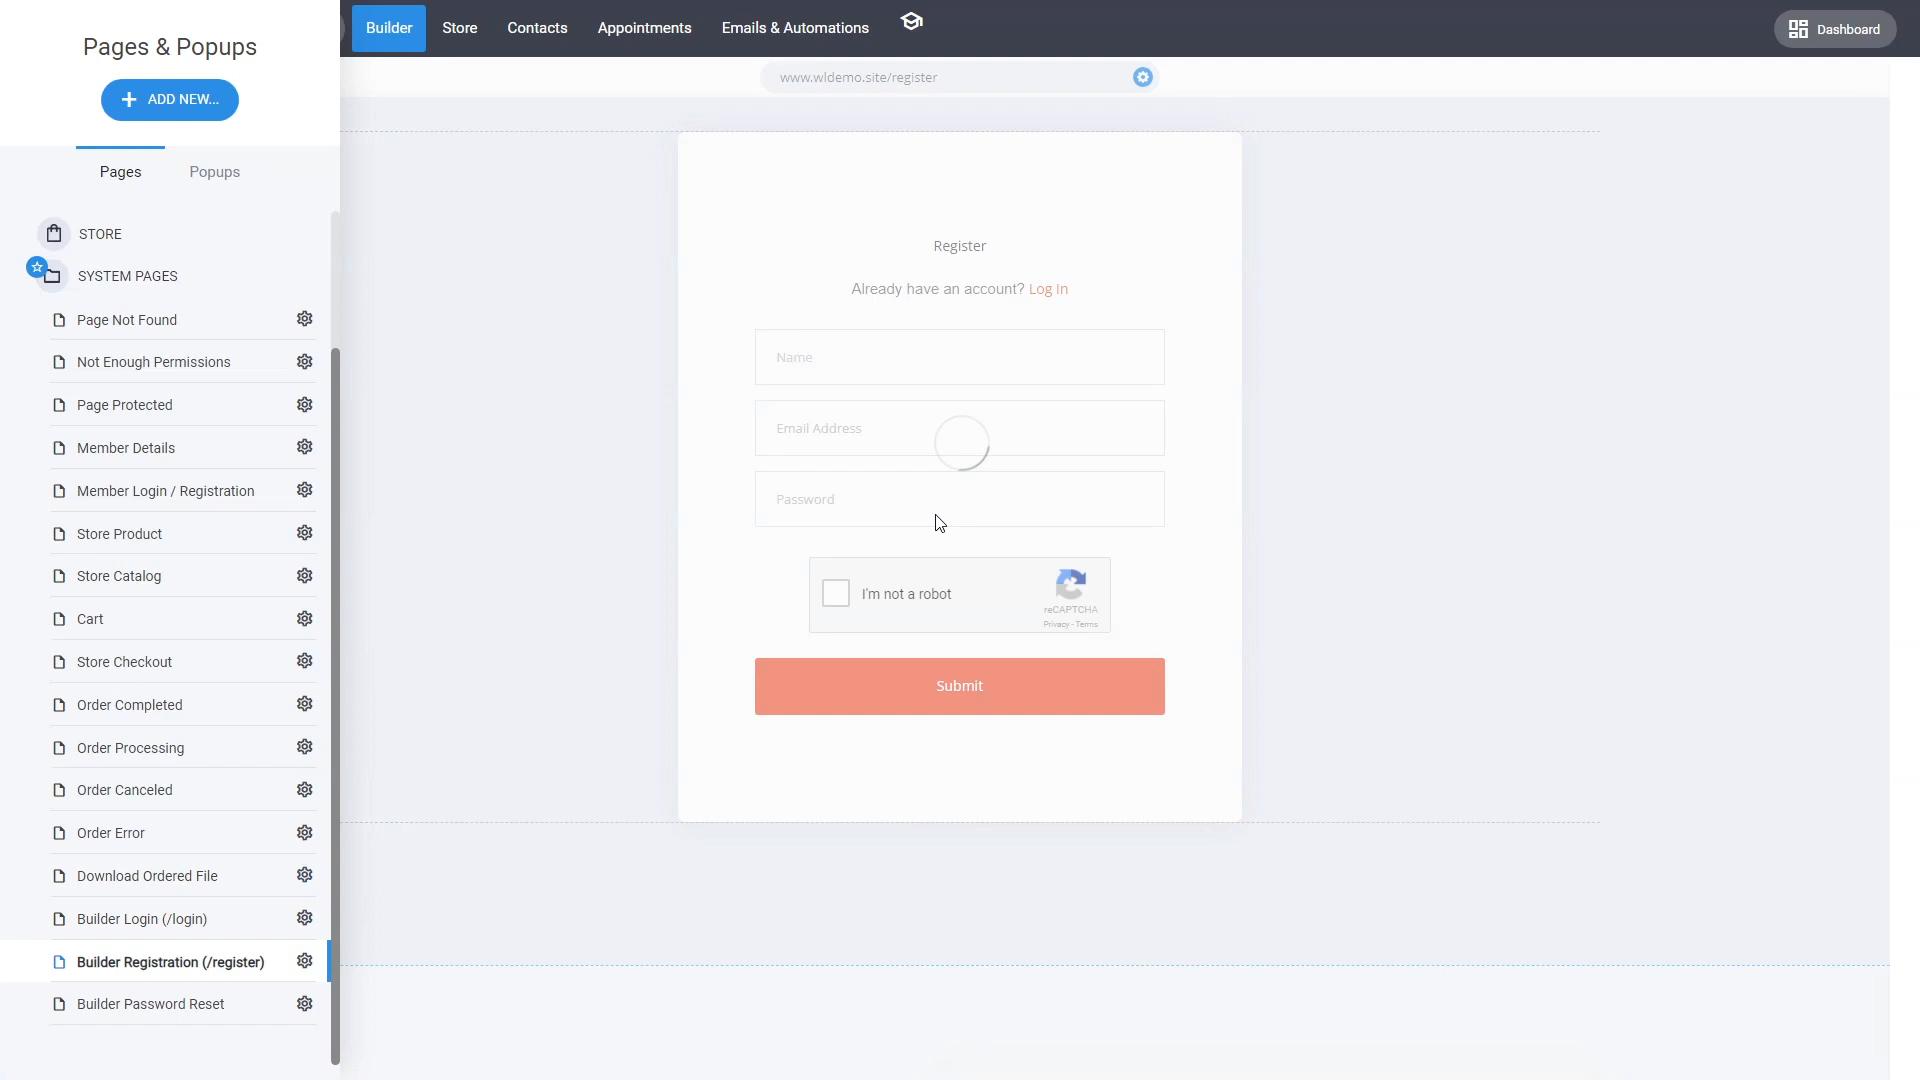 Pages & Popups
ADD NEW...
Pages
Popups
STORE
SYSTEM PAGES
Page Not Found
Not Enough Permissions
Page Protected
Member Details
Member Login / Registration
Store Product
Store Catalog
Cart
Store Checkout
Order Completed
Order Processing
Order Canceled
Order Error
Download Ordered File
Builder Login (/login)
Builder Registration (/register)
Builder Password Reset
Builder
Store
Contacts
Appointments
Emails & Automations
Dashboard
www.wldemo.site/register
Register
Already have an account? Log In
Name
Email Address
Password
I'm not a robot
reCAPTCHA
Privacy - Terms
Submit